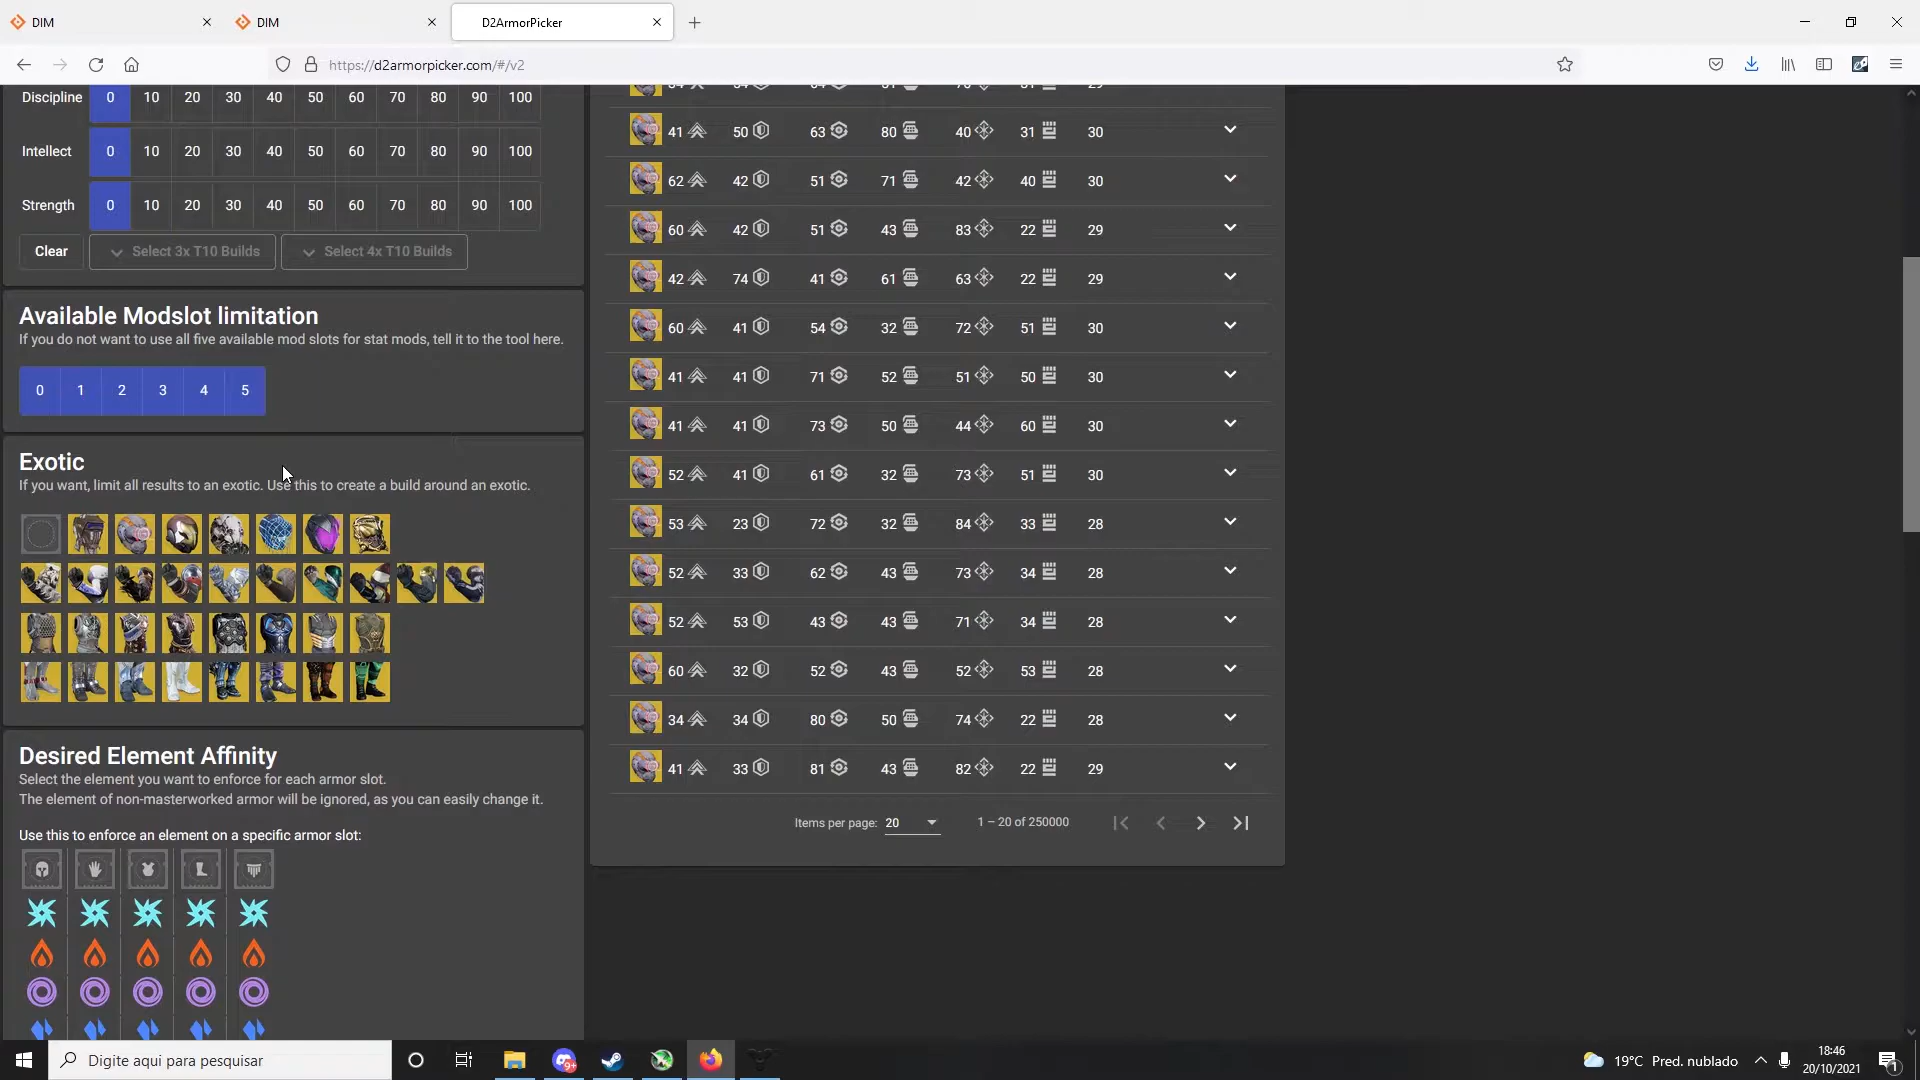 DIM
DIM
D2ArmorPicker
https://d2armorpicker.com/#/v2
Discipline 0 10 20 30 40 50 60 70 80 90 100
Intellect 0 10 20 30 40 50 60 70 80 90 100
Strength 0 10 20 30 40 50 60 70 80 90 100
Clear Select 3x T10 Builds Select 4x T10 Builds
Available Modslot limitation
If you do not want to use all five available mod slots for stat mods, tell it to the tool here.
0 1 2 3 4 5
Exotic
If you want, limit all results to an exotic. Use this to create a build around an exotic.
Desired Element Affinity
Select the element you want to enforce for each armor slot.
The element of non-masterworked armor will be ignored, as you can easily change it.
Use this to enforce an element on a specific armor slot:
41 50 63 80 40 31 30
62 42 51 71 42 40 30
60 42 51 43 83 22 29
42 74 41 61 63 22 29
60 41 54 32 72 51 30
41 41 71 52 51 50 30
41 41 73 50 44 60 30
52 41 61 32 73 51 30
53 23 72 32 84 33 28
52 33 62 43 73 34 28
52 53 43 43 71 34 28
60 32 52 43 52 53 28
34 34 80 50 74 22 28
41 33 81 43 82 22 29
Items per page: 20 1 – 20 of 250000
Digite aqui para pesquisar
9+
19°C Pred. nublado
18:46
20/10/2021
1